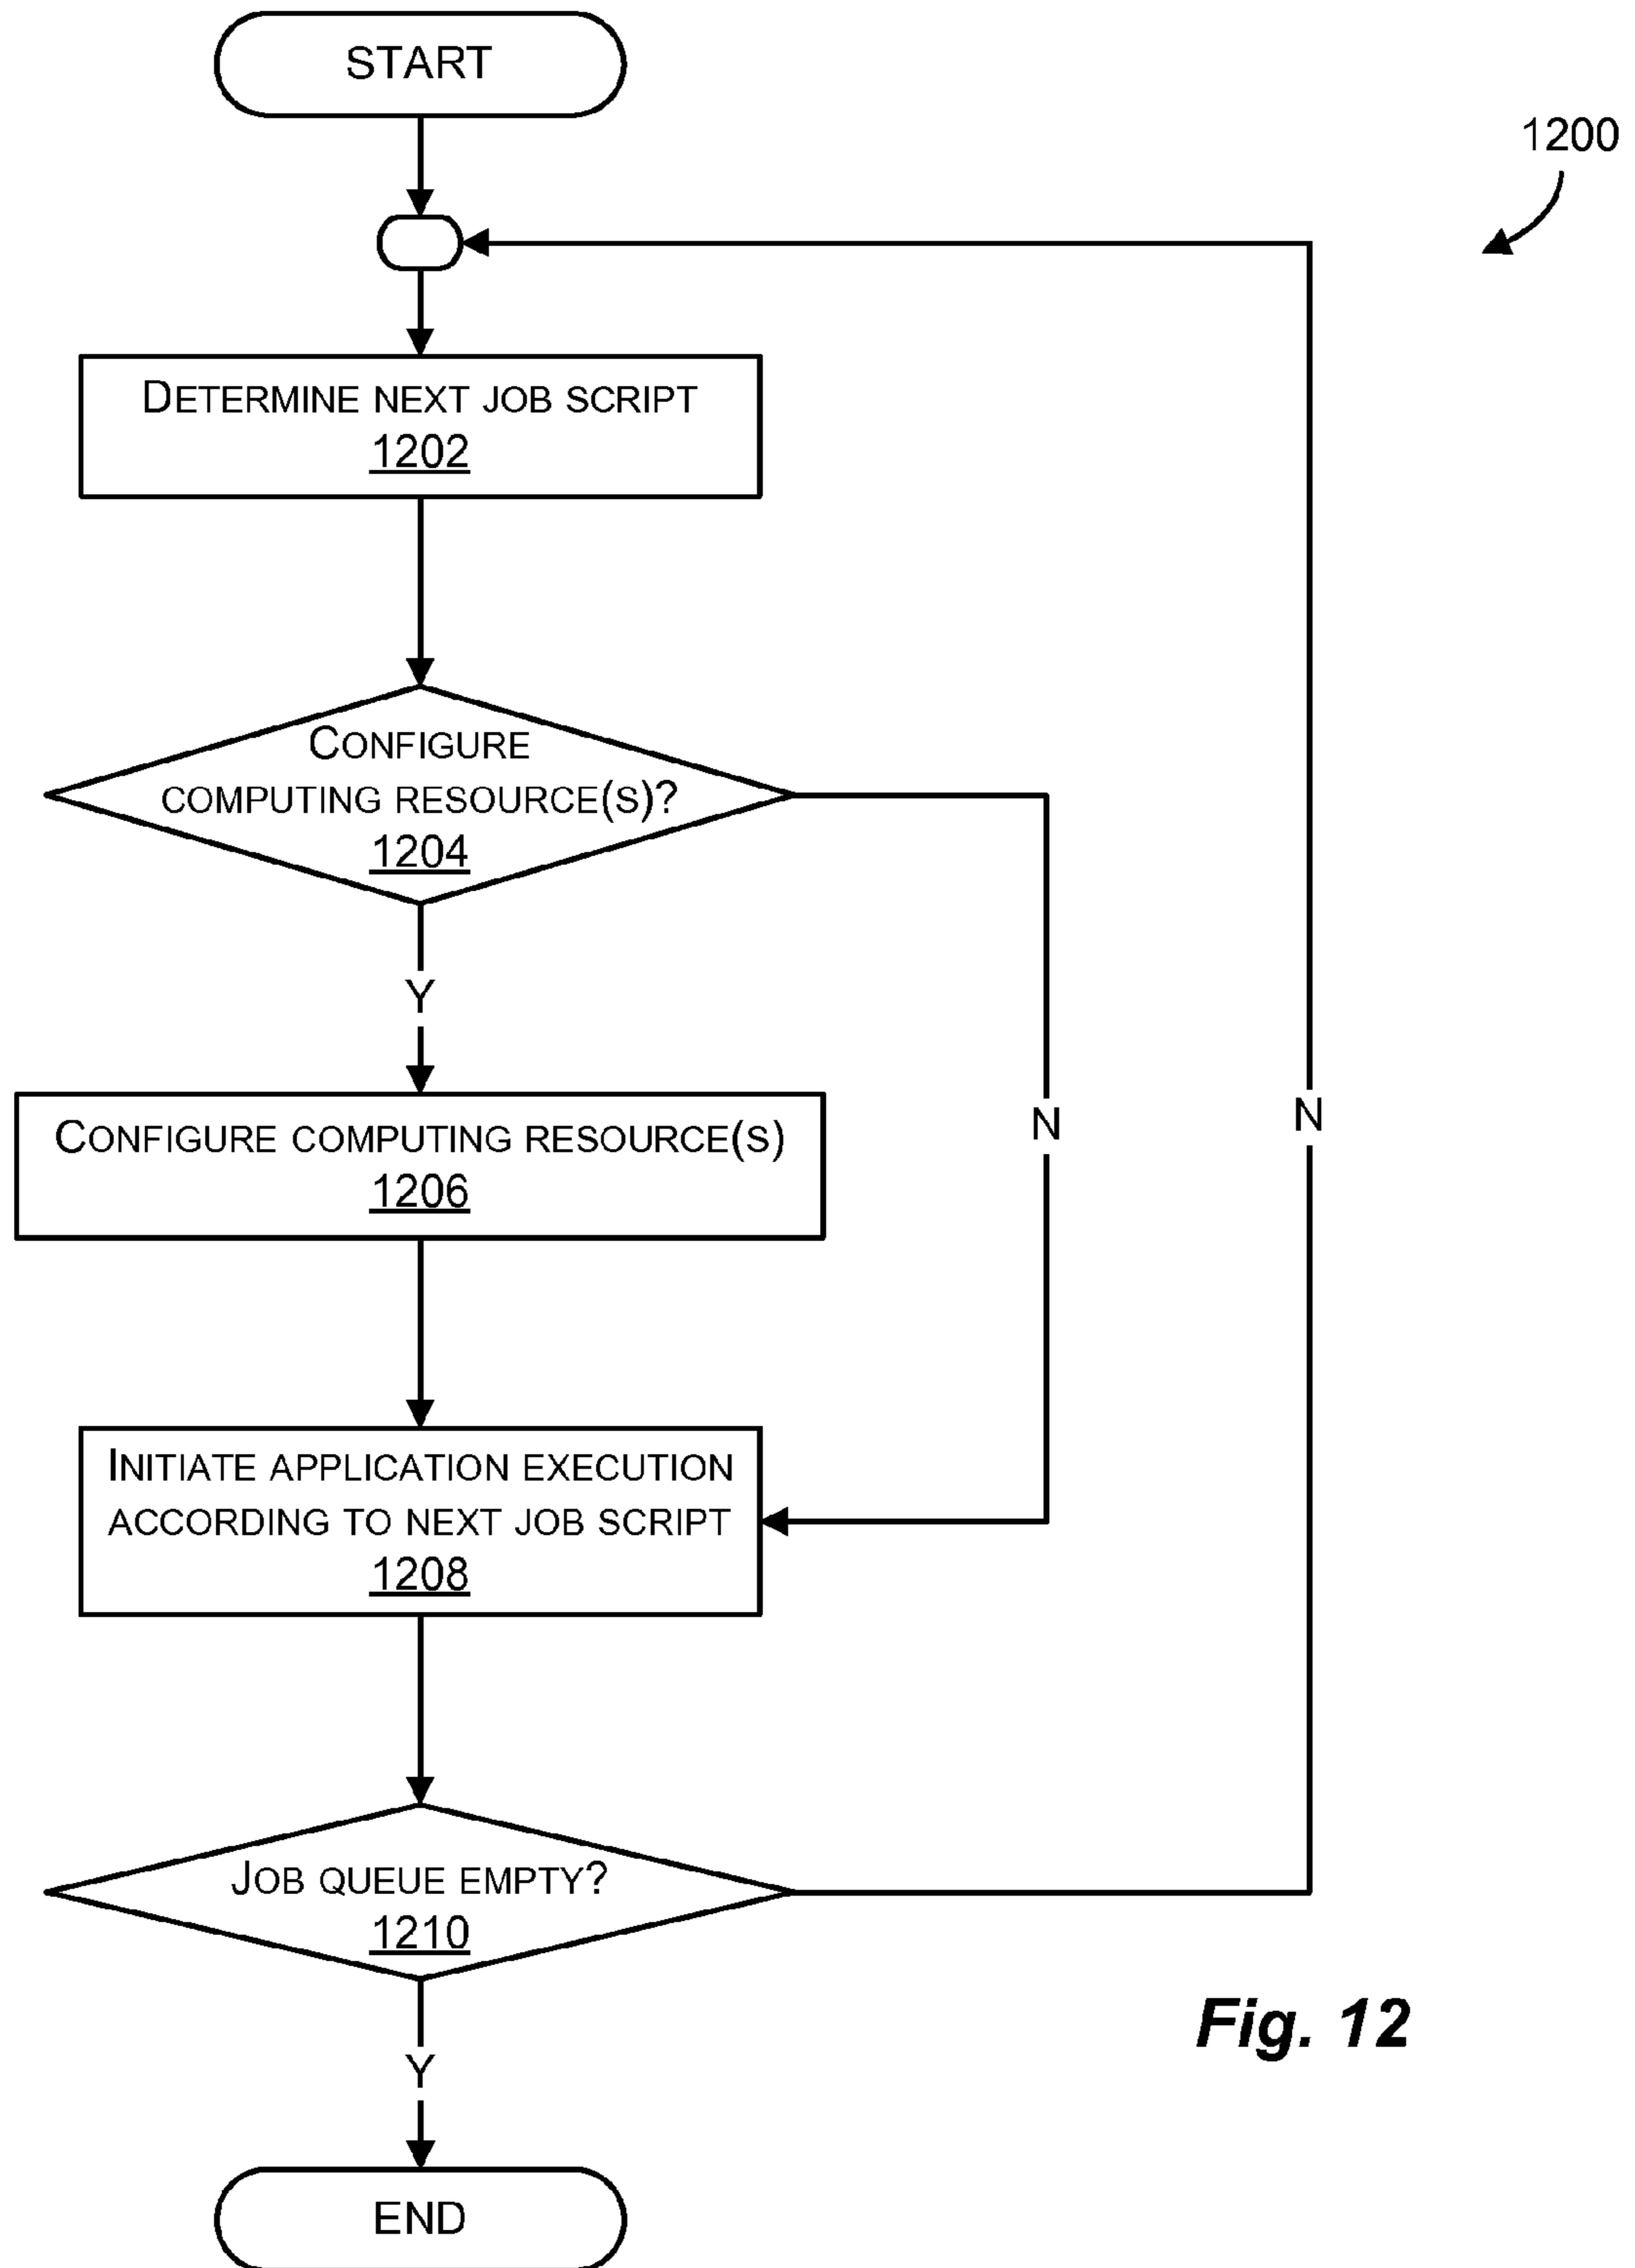 START
1200
DETERMINE NEXT JOB SCRIPT
1202
CONFIGURE
COMPUTING RESOURCE(S)?
1204
Y
CONFIGURE COMPUTING RESOURCE(S)
1206
N
N
INITIATE APPLICATION EXECUTION
ACCORDING TO NEXT JOB SCRIPT
1208
JOB QUEUE EMPTY?
1210
Fig. 12
Y
END